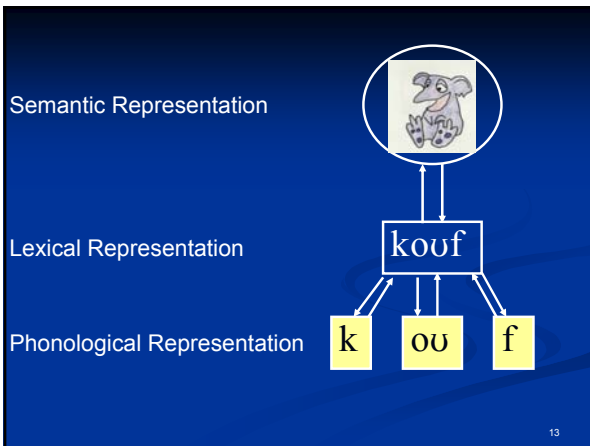 Semantic Representation
Lexical Representation
koʊf
Phonological Representation
k
oʊ
f
13